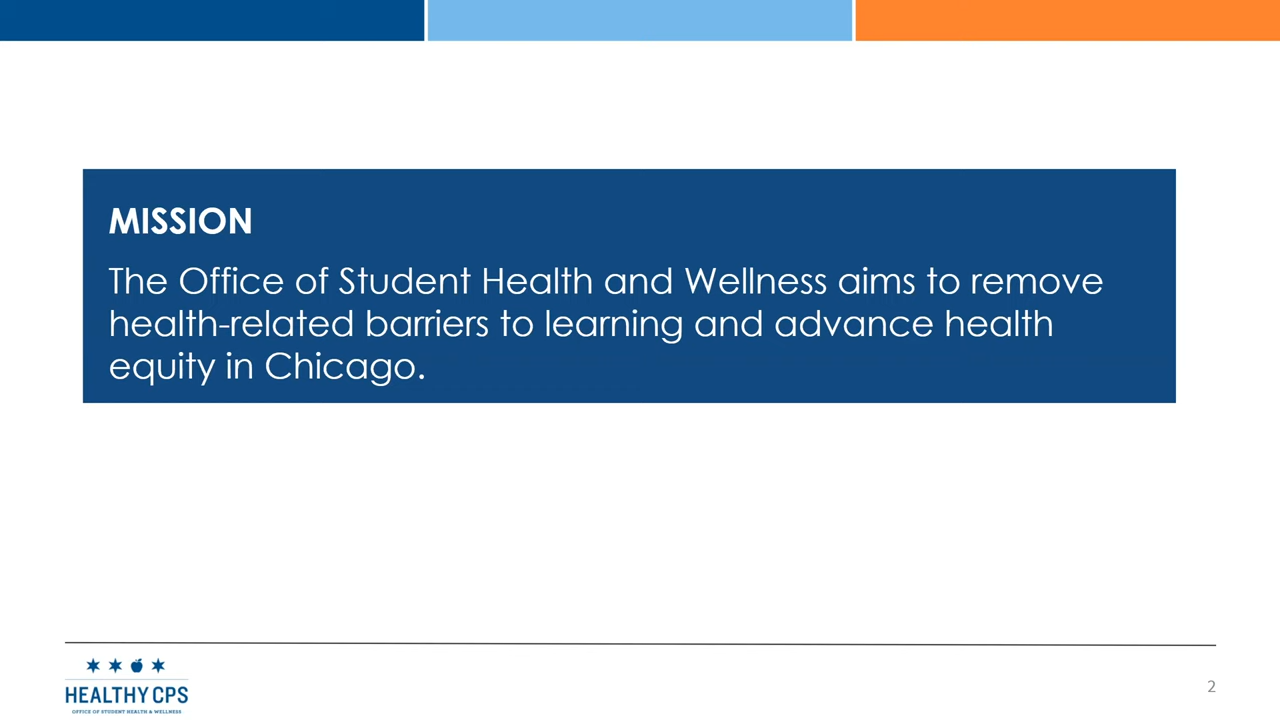 MISSION
The Office of Student Health and Wellness aims to remove
health-related barriers to learning and advance health
equity in Chicago.
HEALTHY CPS
OFFICE OF STUDENT HEALTH & WELLNESS
2